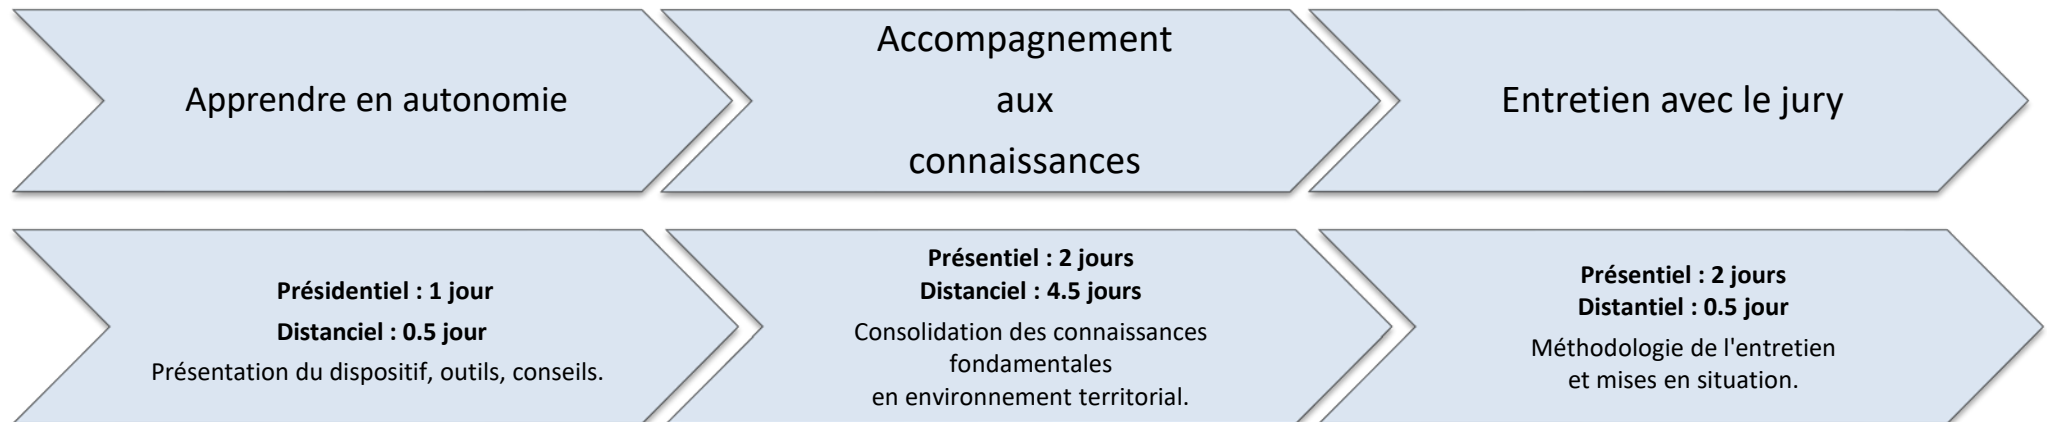 Apprendre en autonomie
Accompagnement
aux
connaissances
Entretien avec le jury
Présidentiel : 1 jour
Distanciel : 0.5 jour
Présentation du dispositif, outils, conseils.
Présentiel : 2 jours
Distanciel : 4.5 jours
Consolidation des connaissances
fondamentales
en environnement territorial.
Présentiel : 2 jours
Distantiel : 0.5 jour
Méthodologie de l'entretien
et mises en situation.